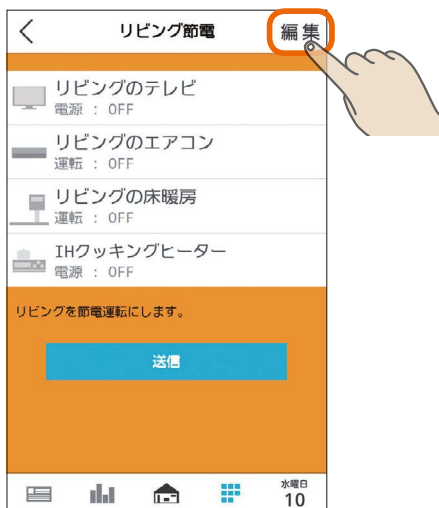 リビング節電 編集
リビングのテレビ
電源 : OFF
リビングのエアコン
運転 : OFF
リビングの床暖房
運転 : OFF
IHクッキングヒーター
電源 : OFF
リビングを節電運転にします。
送信
水曜日
10